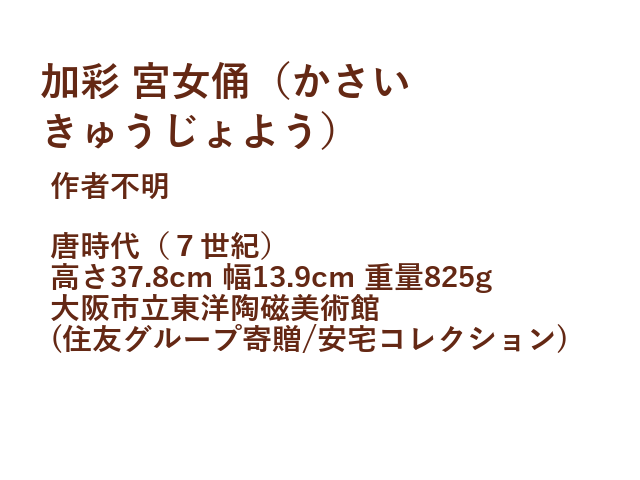 加彩 宮女俑（かさい
きゅうじょよう）
作者不明
唐時代（７世紀）
高さ37.8cm 幅13.9cm 重量825g
大阪市立東洋陶磁美術館
(住友グループ寄贈/安宅コレクション)